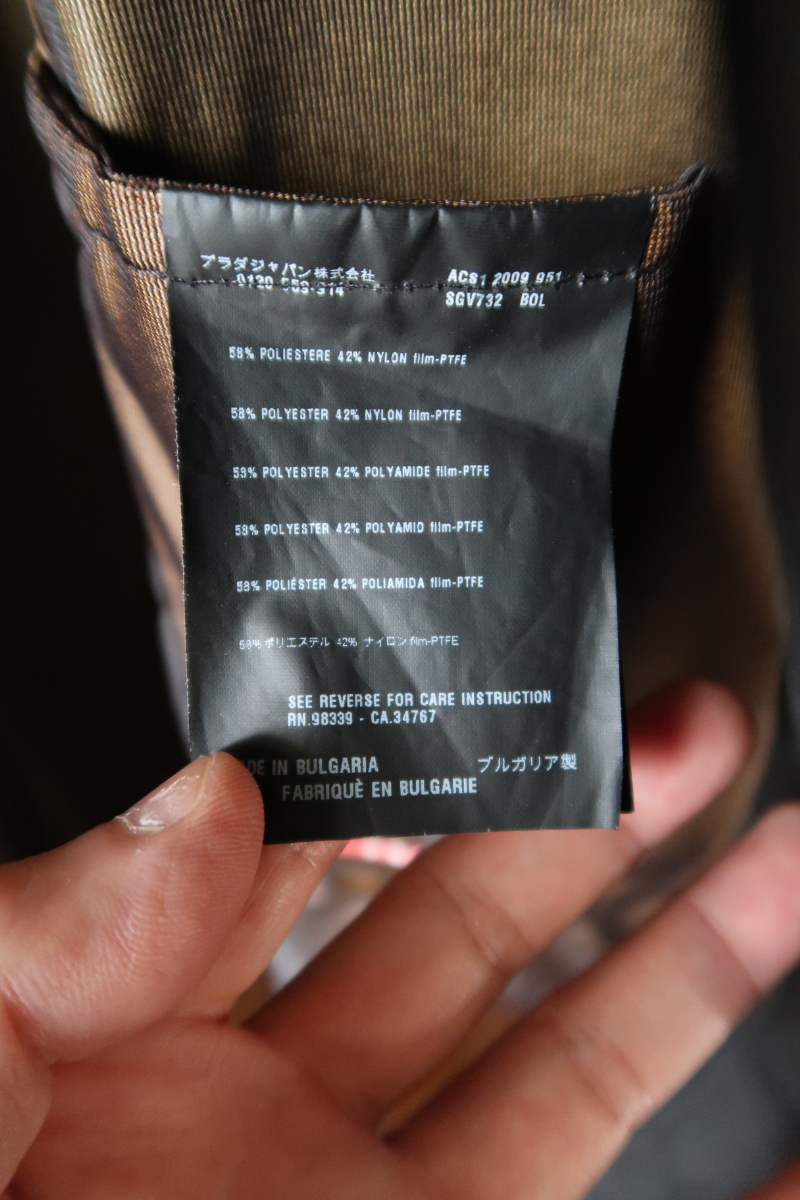 プラダジャパン株式会社
0120-559-914
ACS1 2009 951
SGV732 BOL
58% POLIESTERE 42% NYLON film-PTFE
58% POLYESTER 42% NYLON film-PTFE
58% POLYESTER 42% POLYAMIDE film-PTFE
58% POLYESTER 42% POLYAMID film-PTFE
58% POLIÉSTER 42% POLIAMIDA film-PTFE
58% ポリエステル 42% ナイロン film-PTFE
SEE REVERSE FOR CARE INSTRUCTION
RN.98339 - CA.34767
IN BULGARIA
ブルガリア製
FABRIQUÈ EN BULGARIE